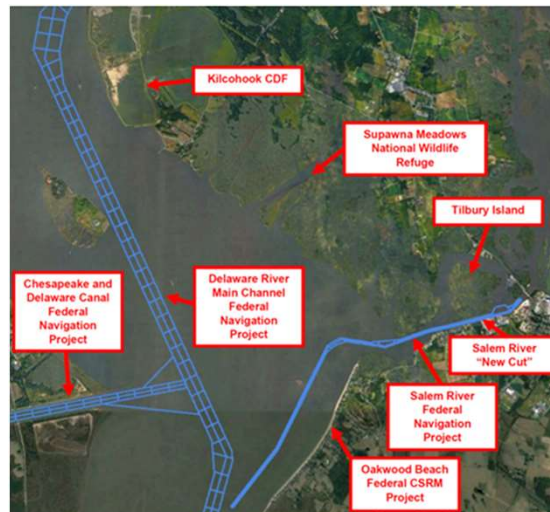 Kilcohook CDF
Supawna Meadows
National Wildlife
Refuge
Tilbury Island
Chesapeake and
Delaware Canal
Federal
Navigation
Project
Delaware River
Main Channel
Federal
Navigation
Project
Salem River
"New Cut"
Salem River
Federal
Navigation
Project
Oakwood Beach
Federal CSRM
Project